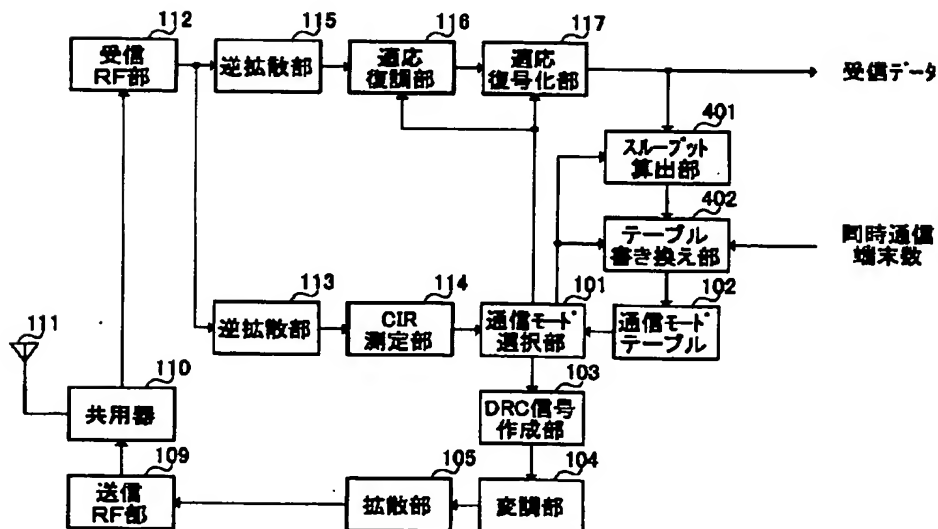 112
受信
RF部
115
逆拡散部
116
適応
復調部
117
適応
復号化部
受信データ
401
スループット
算出部
402
テーブル
書き換え部
同時通信
端末数
113
逆拡散部
114
CIR
測定部
101
通信モード
選択部
102
通信モード
テーブル
111
110
共用器
103
DRC信号
作成部
109
送信
RF部
105
拡散部
104
変調部